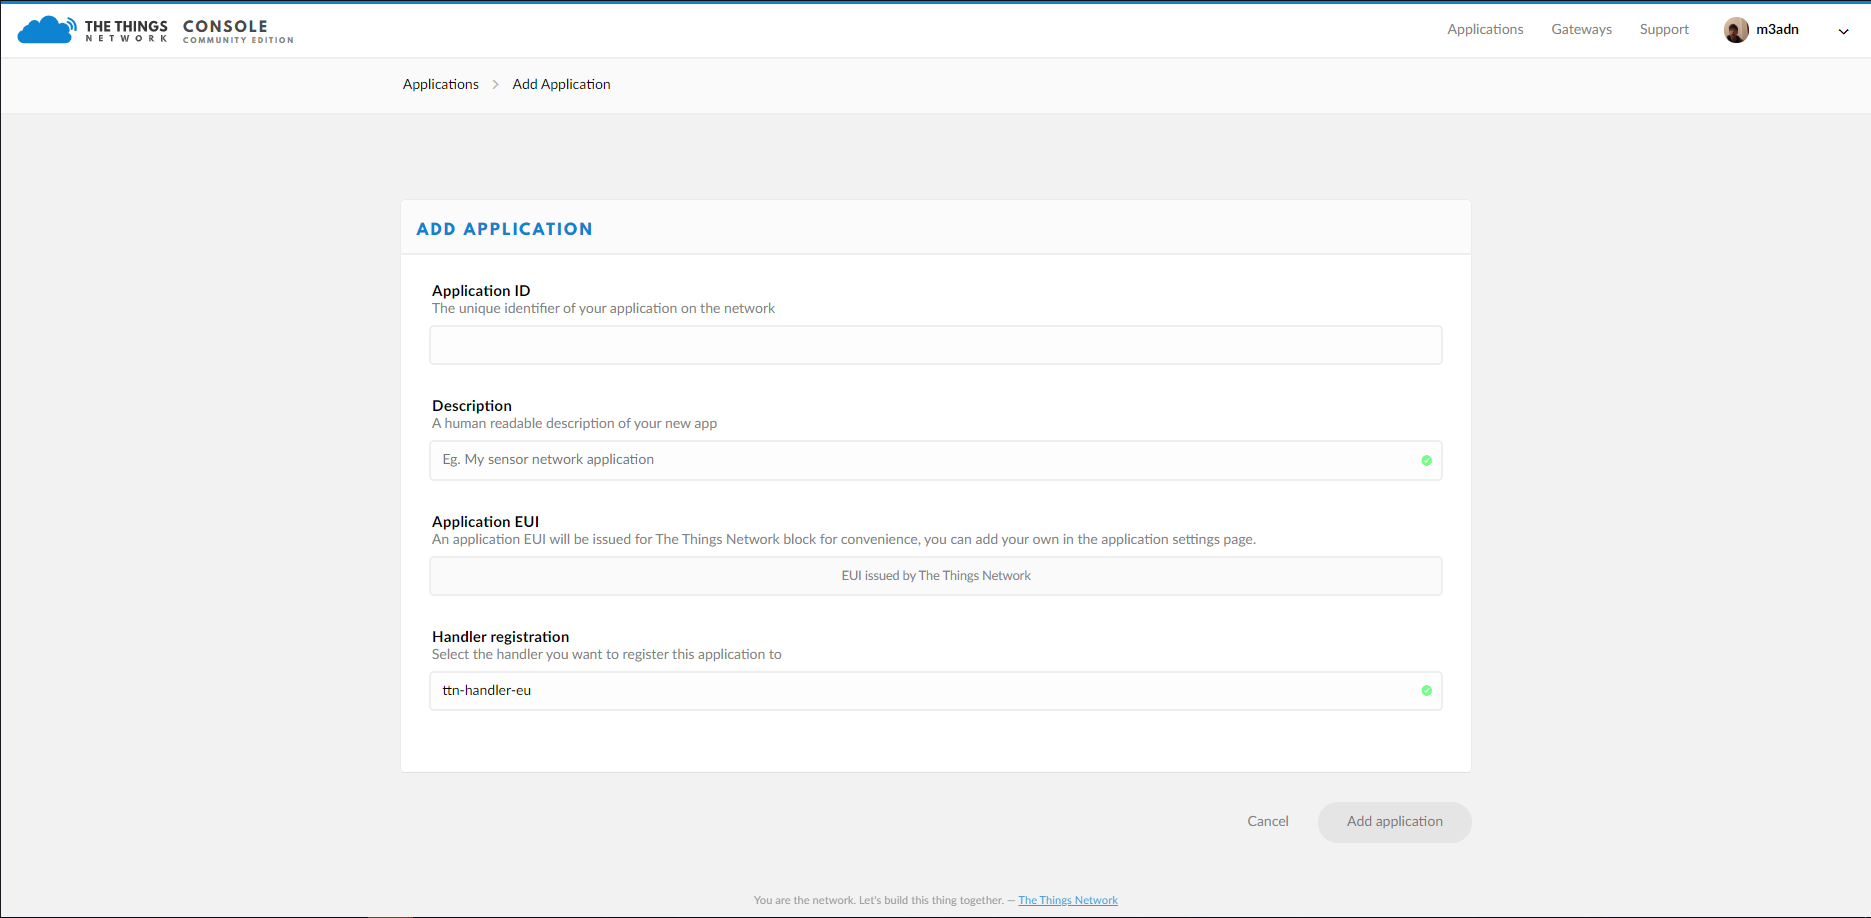 THE THINGS
NETWORK
CONSOLE
COMMUNITY EDITION
Applications
Gateways
Support
m3adn
Applications
Add Application
ADD APPLICATION
Application ID
The unique identifier of your application on the network
Description
A human readable description of your new app
Eg. My sensor network application
Application EUI
An application EUI will be issued for The Things Network block for convenience, you can add your own in the application settings page.
EUI issued by The Things Network
Handler registration
Select the handler you want to register this application to
ttn-handler-eu
Cancel
Add application
You are the network. Let's build this thing together. — The Things Network